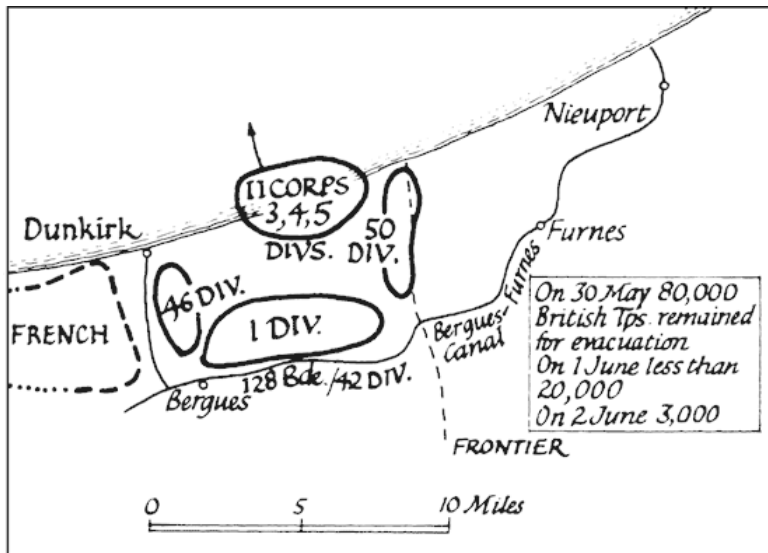 Nieuport
II CORPS
3, 4, 5
DIVS.
50
DIV.
Dunkirk
Furnes
46 DIV.
FRENCH
1 DIV.
Bergues-Furnes
Canal
128 Bde./42 DIV.
Bergues
On 30 May 80,000
British Tps. remained
for evacuation
On 1 June less than
20,000
On 2 June 3,000
FRONTIER
0 5 10 Miles